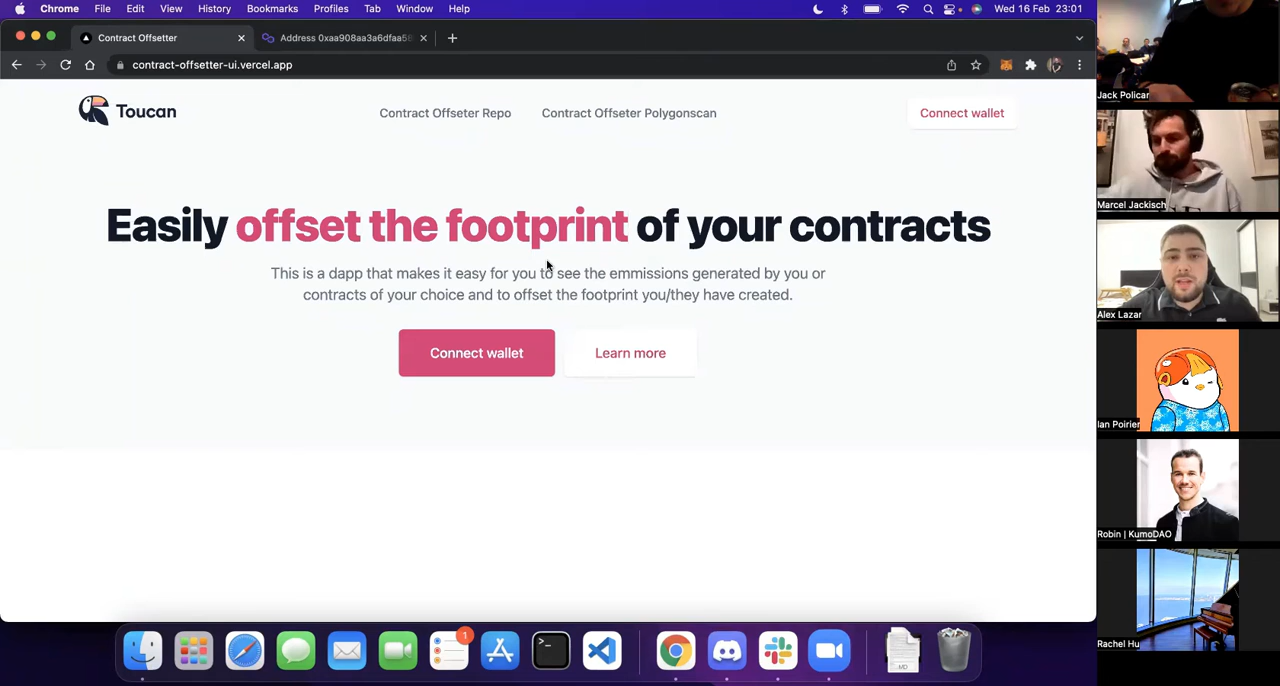 Chrome File Edit View History Bookmarks Profiles Tab Window Help Wed 16 Feb 23:01
Contract Offsetter Address 0xaa908aa3a6dfaa5
contract-offsetter-ui.vercel.app
Toucan Contract Offseter Repo Contract Offseter Polygonscan Connect wallet
Easily offset the footprint of your contracts
This is a dapp that makes it easy for you to see the emmissions generated by you or
contracts of your choice and to offset the footprint you/they have created.
Connect wallet Learn more
1
.MD
Jack Polican
Marcel Jackisch
Alex Lazar
Ian Poirier
Robin | KumoDAO
Rachel Hu